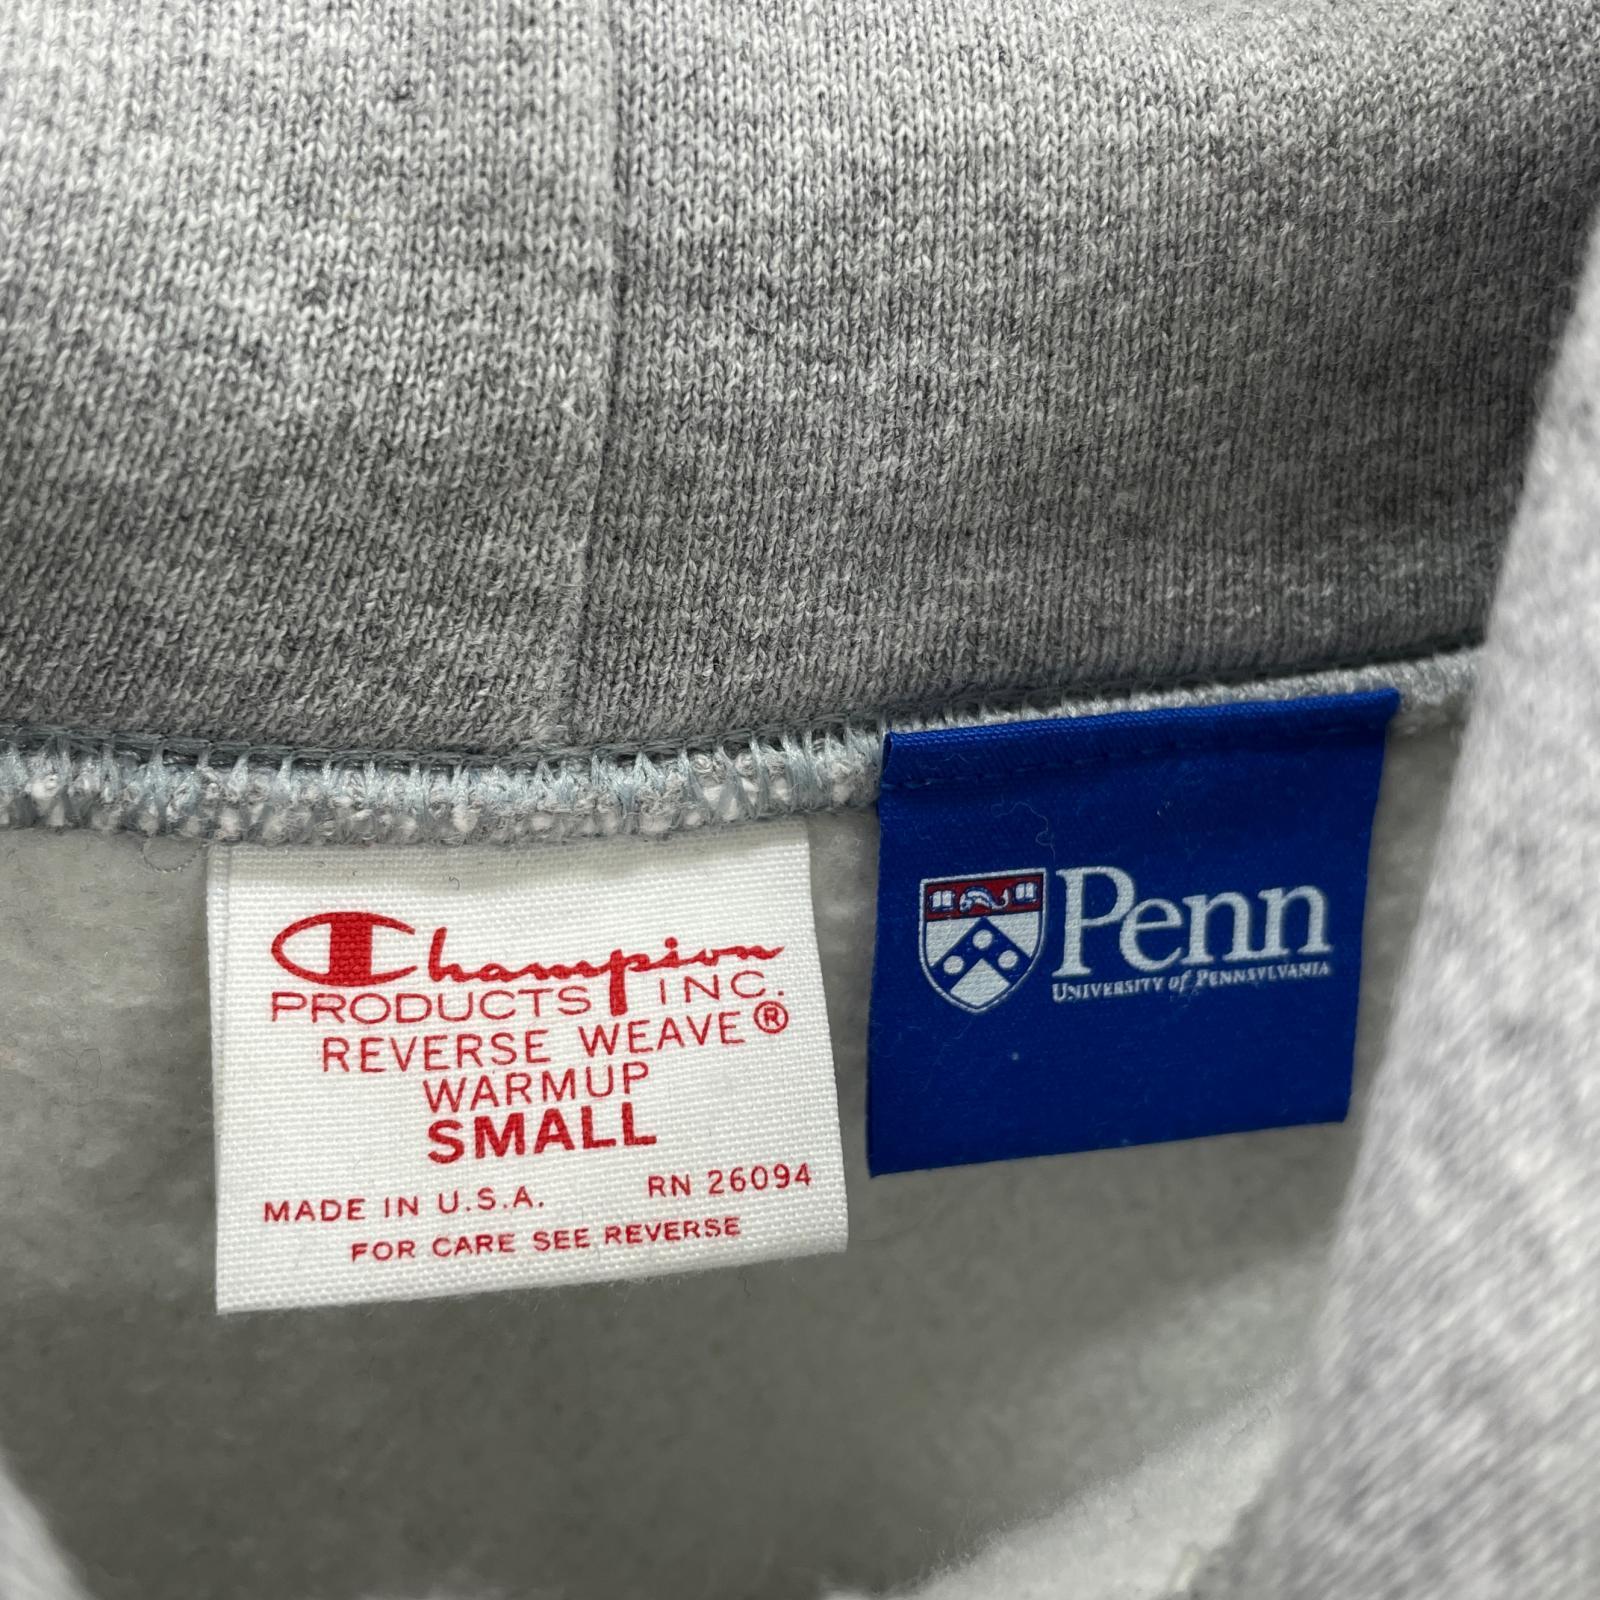 Champion
PRODUCTS INC.
REVERSE WEAVE®
WARMUP
SMALL
MADE IN U.S.A. RN 26094
FOR CARE SEE REVERSE
Penn
UNIVERSITY of PENNSYLVANIA